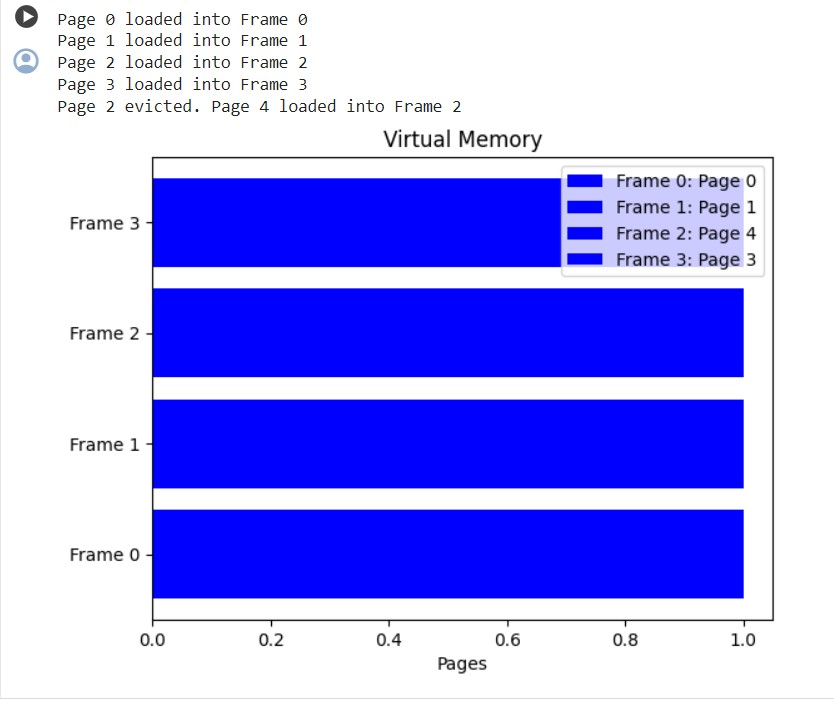 Page 0 loaded into Frame 0
Page 1 loaded into Frame 1
Page 2 loaded into Frame 2
Page 3 loaded into Frame 3
Page 2 evicted. Page 4 loaded into Frame 2
Virtual Memory
Frame 0: Page 0
Frame 1: Page 1
Frame 2: Page 4
Frame 3: Page 3
Frame 3
Frame 2
Frame 1
Frame 0
0.0 0.2 0.4 0.6 0.8 1.0
Pages